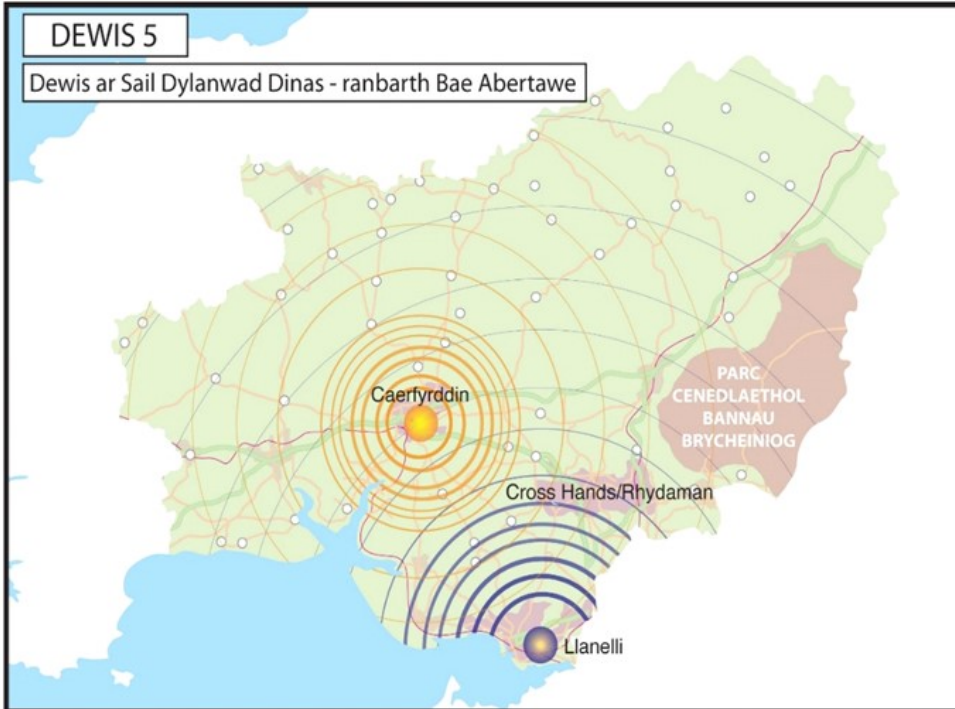 DEWIS 5
Dewis ar Sail Dylanwad Dinas - ranbarth Bae Abertawe
PARC
CENEDLAETHOL
BANNAU
BRYCHEINIOG
Caerfyrddin
Cross Hands/Rhydaman
Llanelli